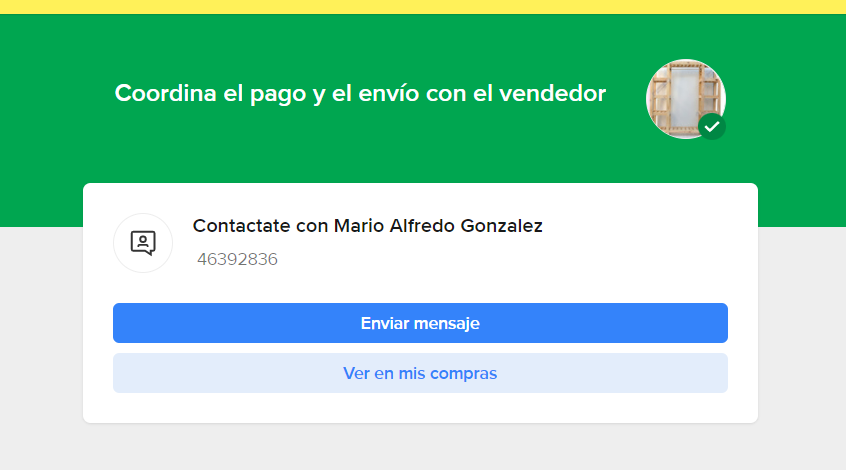 Coordina el pago y el envío con el vendedor
Contactate con Mario Alfredo Gonzalez
46392836
Enviar mensaje
Ver en mis compras